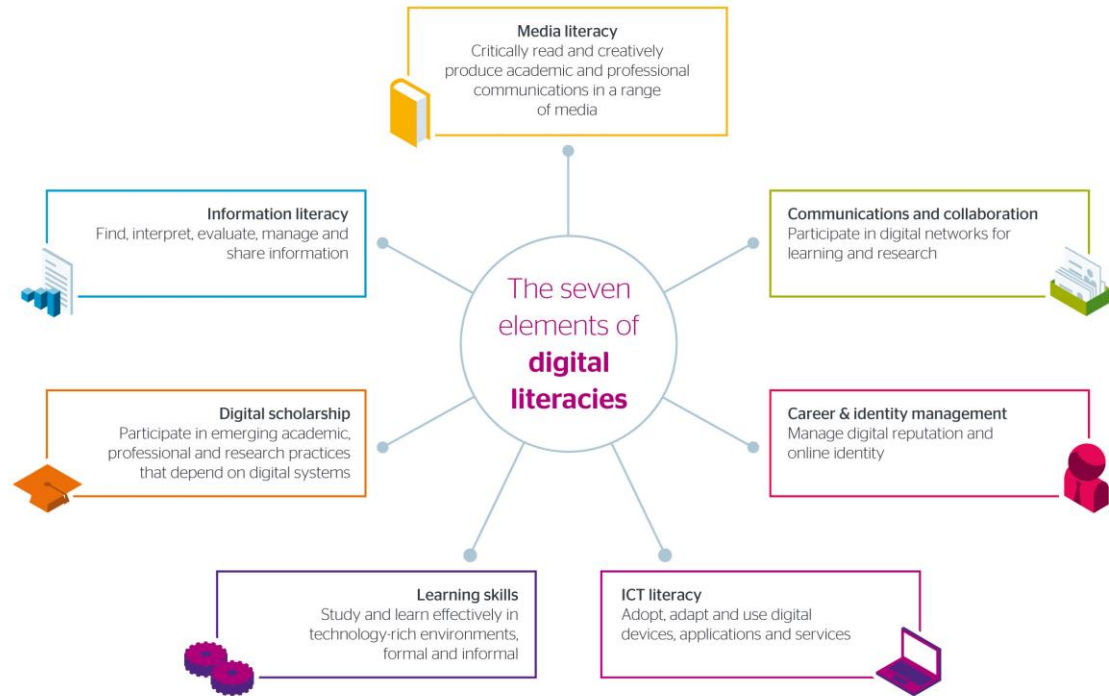 Media literacy
Critically read and creatively
produce academic and professional
communications in a range
of media
Information literacy
Find, interpret, evaluate, manage and
share information
Communications and collaboration
Participate in digital networks for
learning and research
The seven
elements of
digital
literacies
Digital scholarship
Participate in emerging academic,
professional and research practices
that depend on digital systems
Career & identity management
Manage digital reputation and
online identity
Learning skills
Study and learn effectively in
technology-rich environments,
formal and informal
ICT literacy
Adopt, adapt and use digital
devices, applications and services